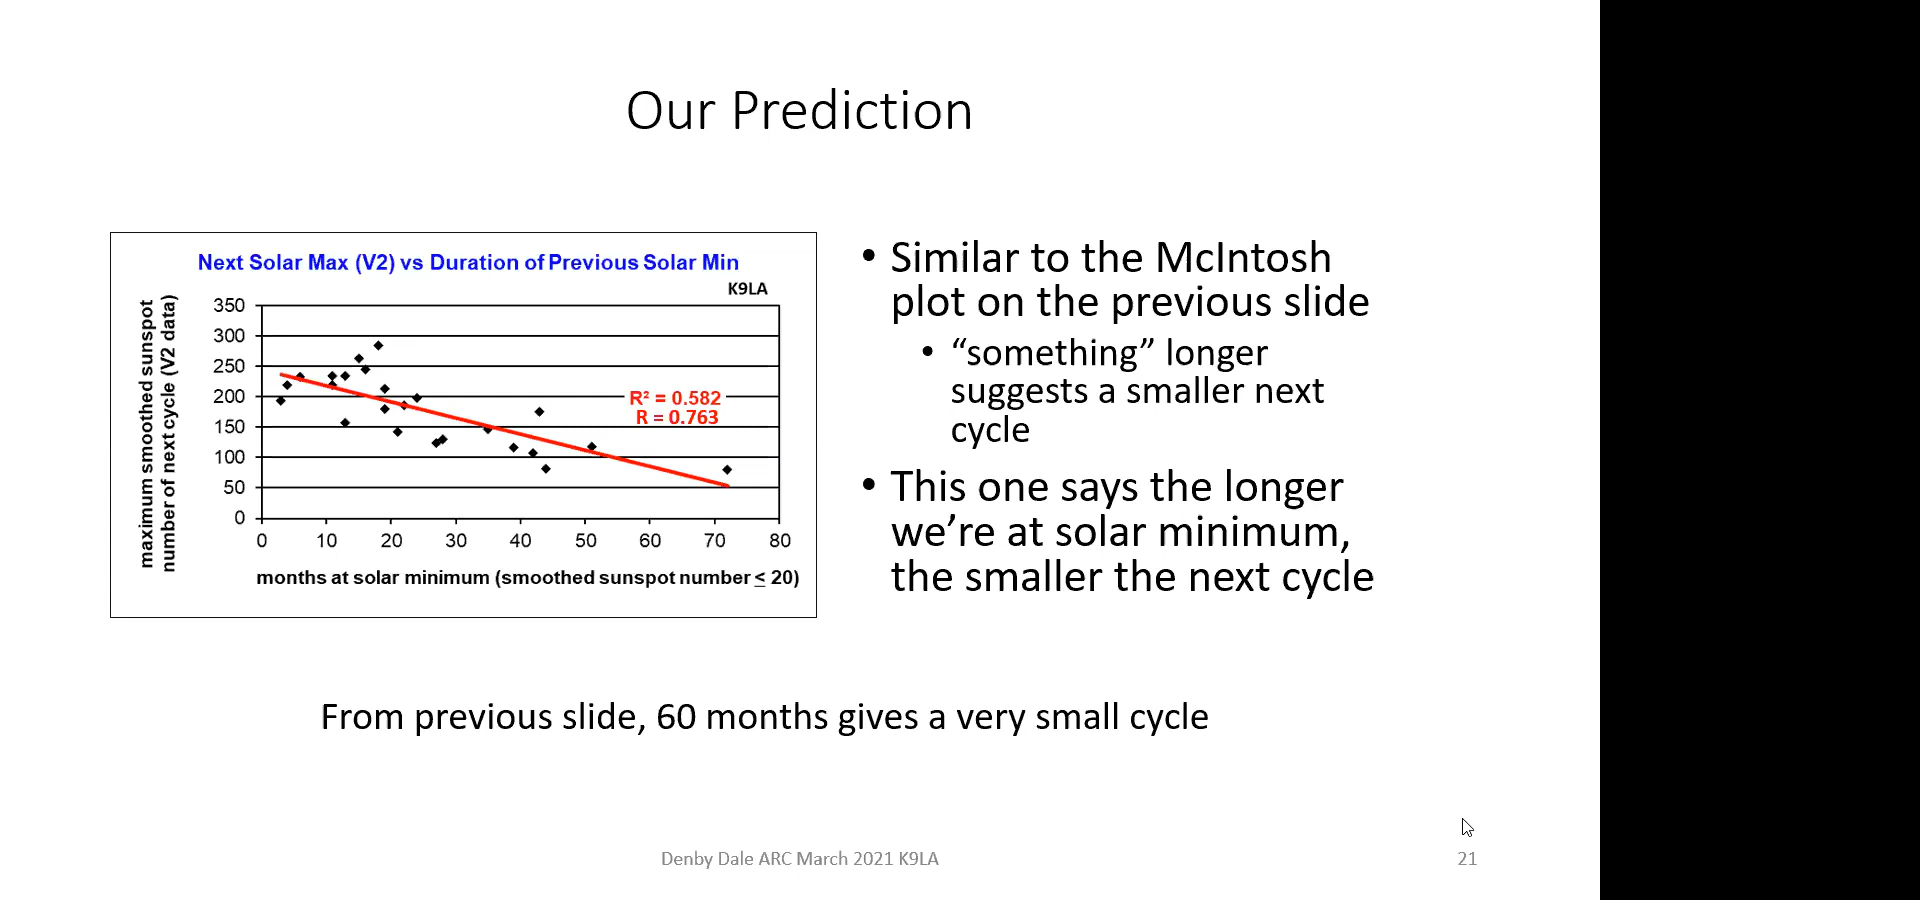 Our Prediction
Next Solar Max (V2) vs Duration of Previous Solar Min
K9LA
maximum smoothed sunspot
number of next cycle (V2 data)
350
300
250
200
150
100
50
0
R² = 0.582
R = 0.763
0 10 20 30 40 50 60 70 80
months at solar minimum (smoothed sunspot number ≤ 20)
• Similar to the McIntosh
plot on the previous slide
• “something” longer
suggests a smaller next
cycle
• This one says the longer
we’re at solar minimum,
the smaller the next cycle
From previous slide, 60 months gives a very small cycle
Denby Dale ARC March 2021 K9LA
21